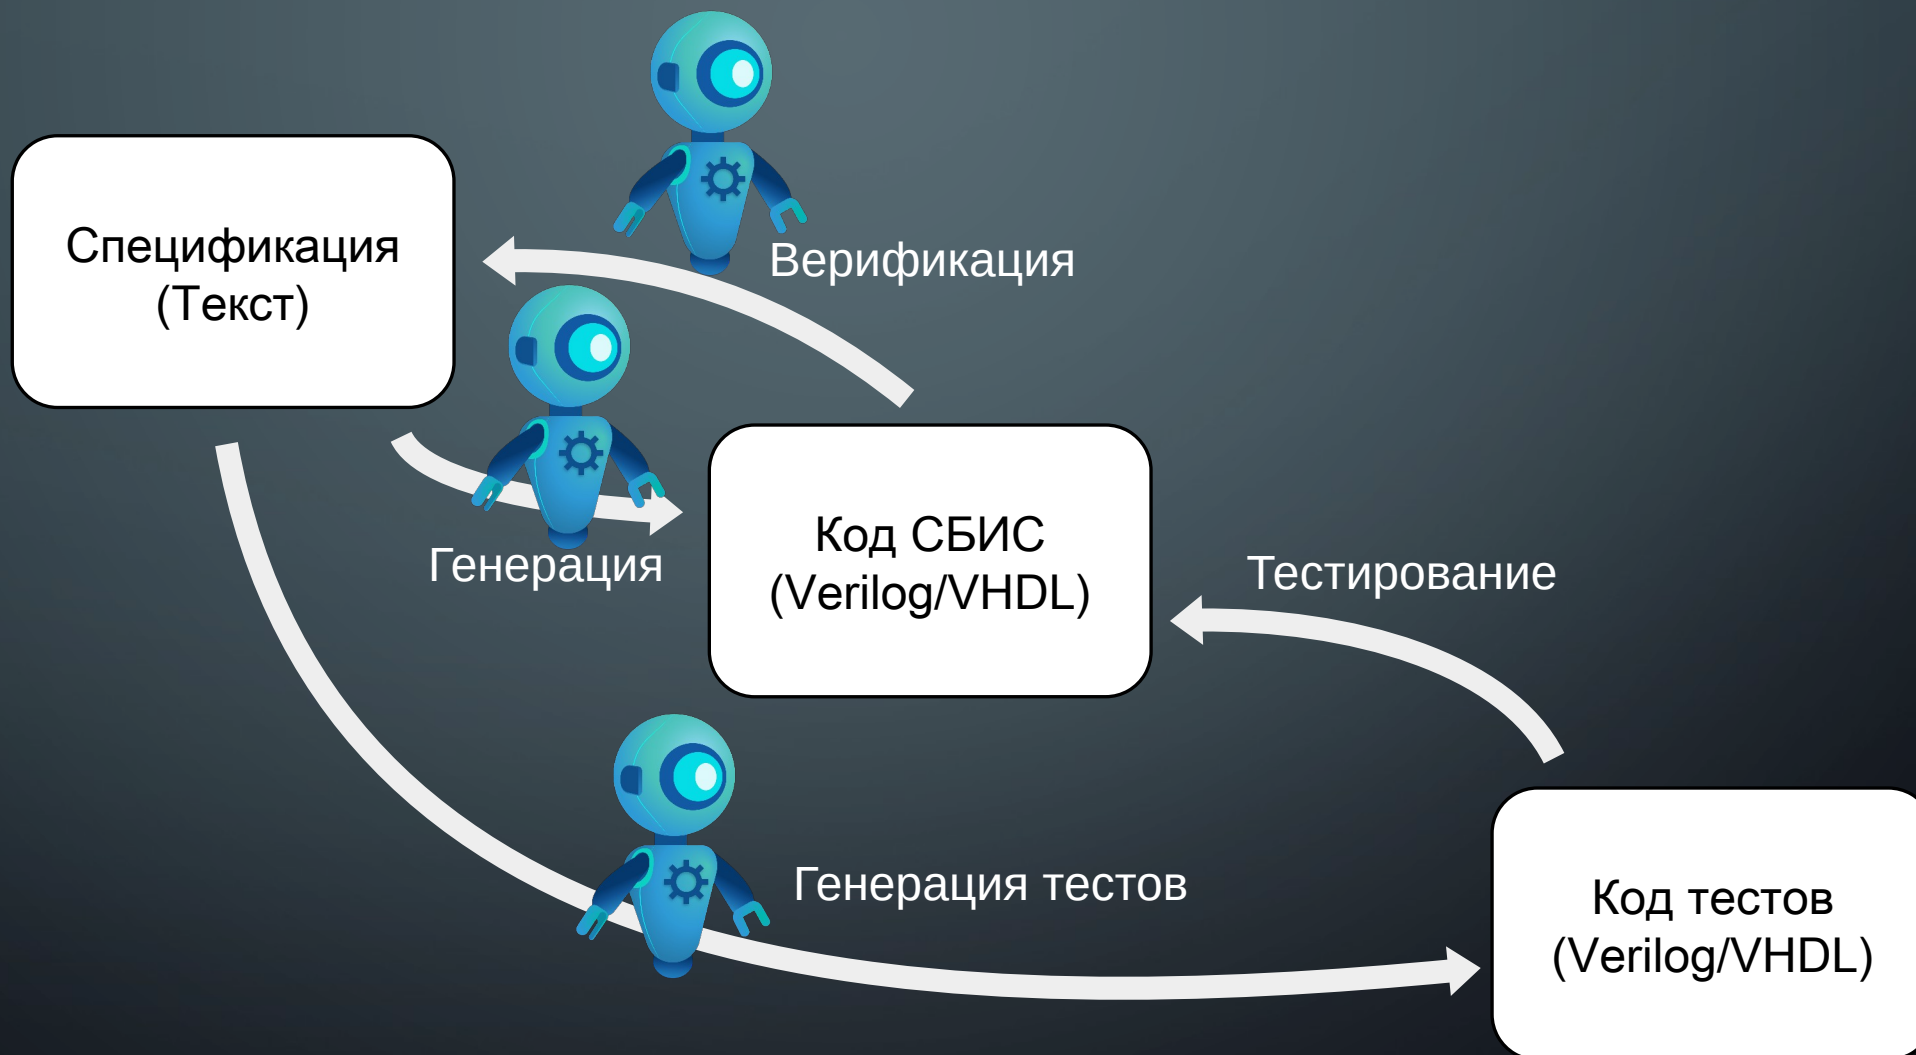 Спецификация
(Текст)
Верификация
Генерация
Код СБИС
(Verilog/VHDL)
Тестирование
Генерация тестов
Код тестов
(Verilog/VHDL)